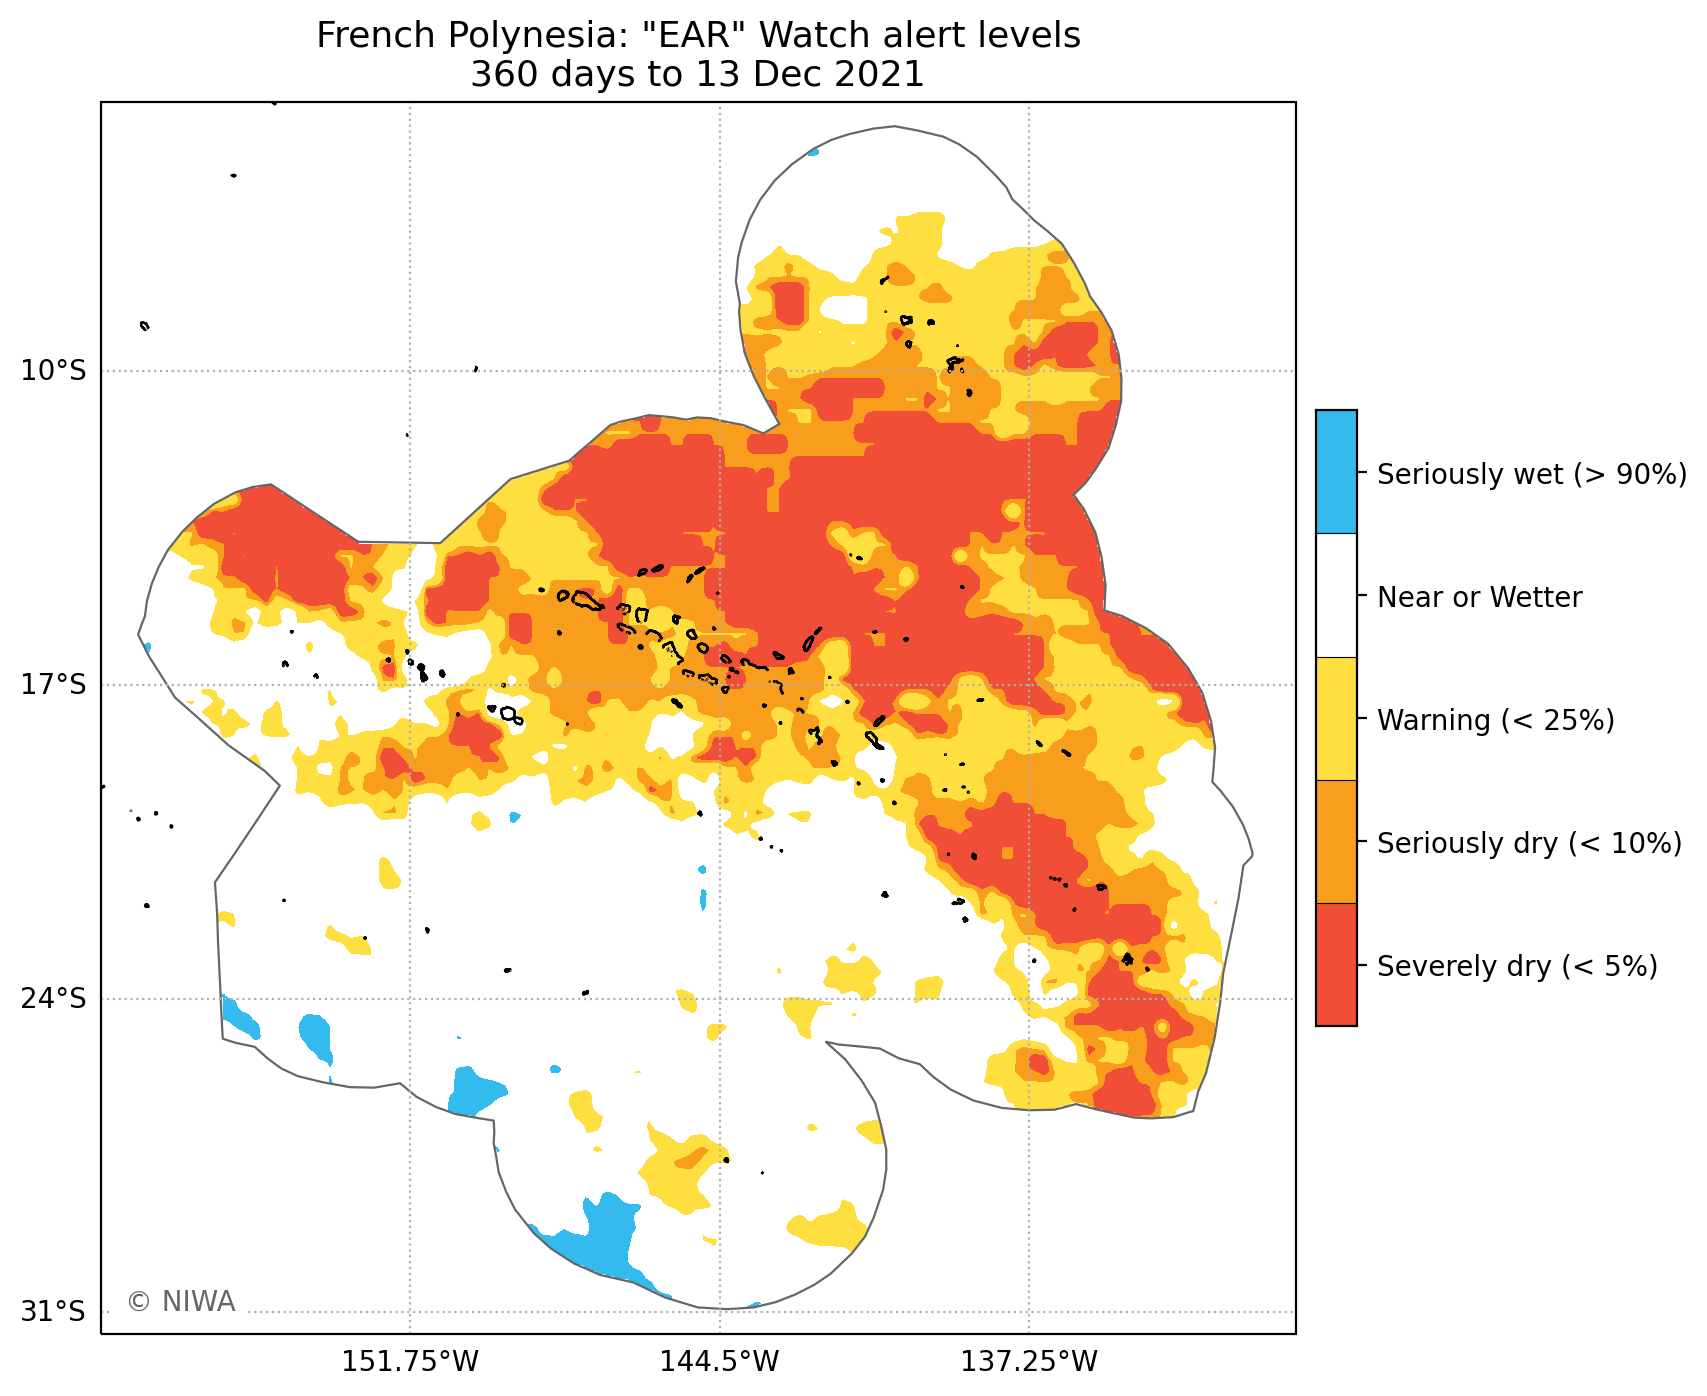 French Polynesia: "EAR" Watch alert levels
360 days to 13 Dec 2021
10°S
17°S
24°S
31°S
151.75°W
144.5°W
137.25°W
© NIWA
Seriously wet (> 90%)
Near or Wetter
Warning (< 25%)
Seriously dry (< 10%)
Severely dry (< 5%)